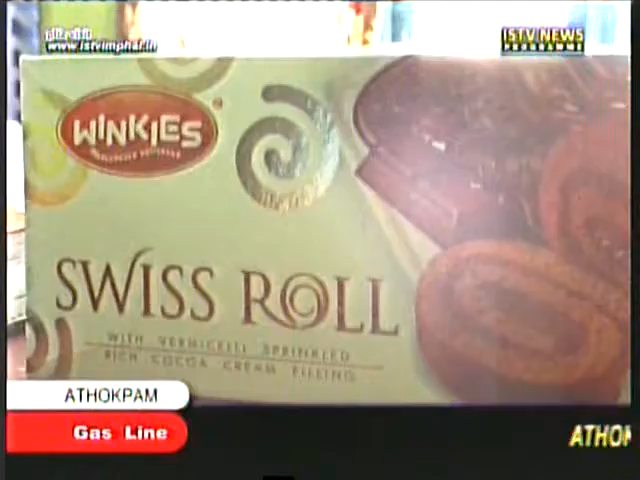 www.istvimphal.in
ISTV NEWS
PROGRAMME
WINKIES
SWISS ROLL
WITH VERMICELLI SPRINKLED
RICH COCOA CREAM FILLING
ATHOKPAM
Gas Line
ATHOK